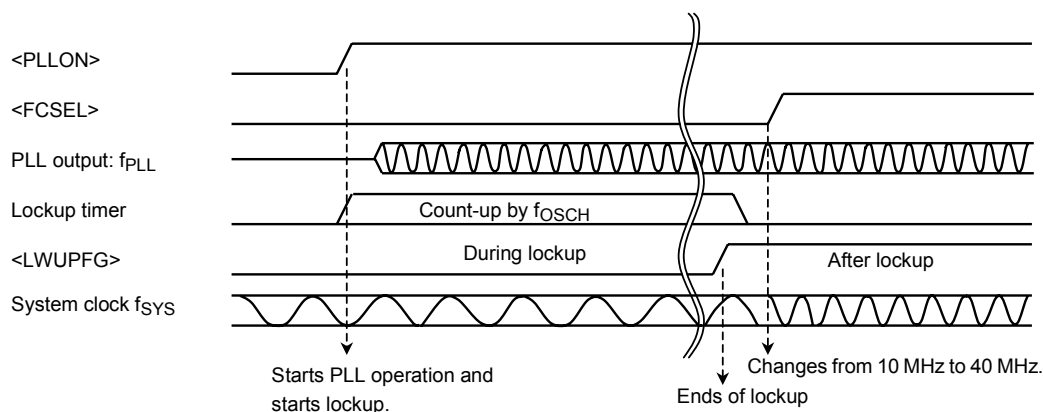 <PLLON>
<FCSEL>
PLL output: fPLL
Lockup timer
Count-up by fOSCH
<LWUPFG>
During lockup
After lockup
System clock fSYS
Starts PLL operation and
starts lockup.
Changes from 10 MHz to 40 MHz.
Ends of lockup